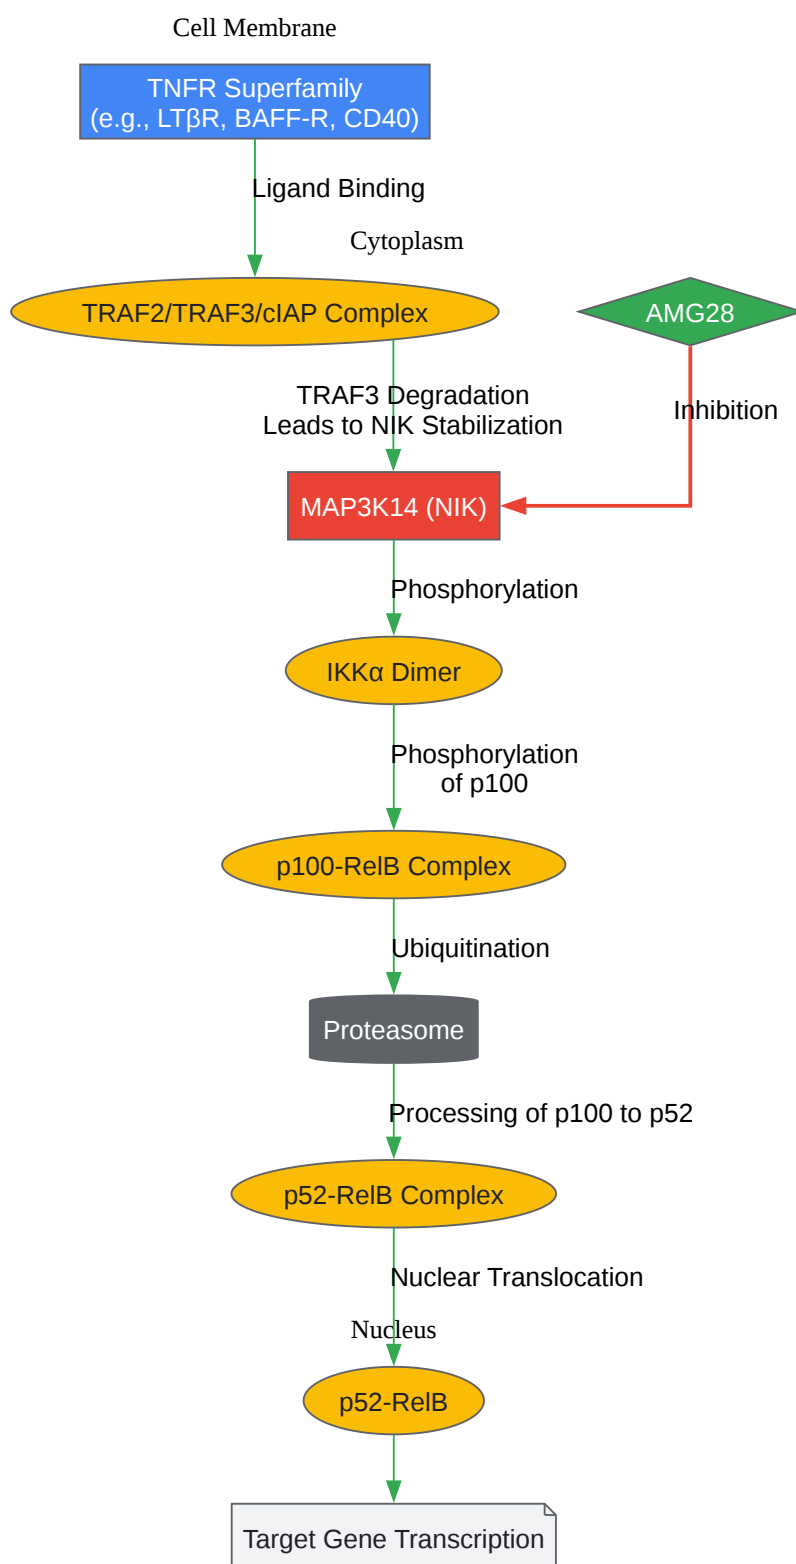 Cell Membrane
TNFR Superfamily
(e.g., LTβR, BAFF-R, CD40)
Ligand Binding
Cytoplasm
TRAF2/TRAF3/cIAP Complex
AMG28
TRAF3 Degradation
Leads to NIK Stabilization
Inhibition
MAP3K14 (NIK)
Phosphorylation
IKKα Dimer
Phosphorylation
of p100
p100-RelB Complex
Ubiquitination
Proteasome
Processing of p100 to p52
p52-RelB Complex
Nuclear Translocation
Nucleus
p52-RelB
Target Gene Transcription